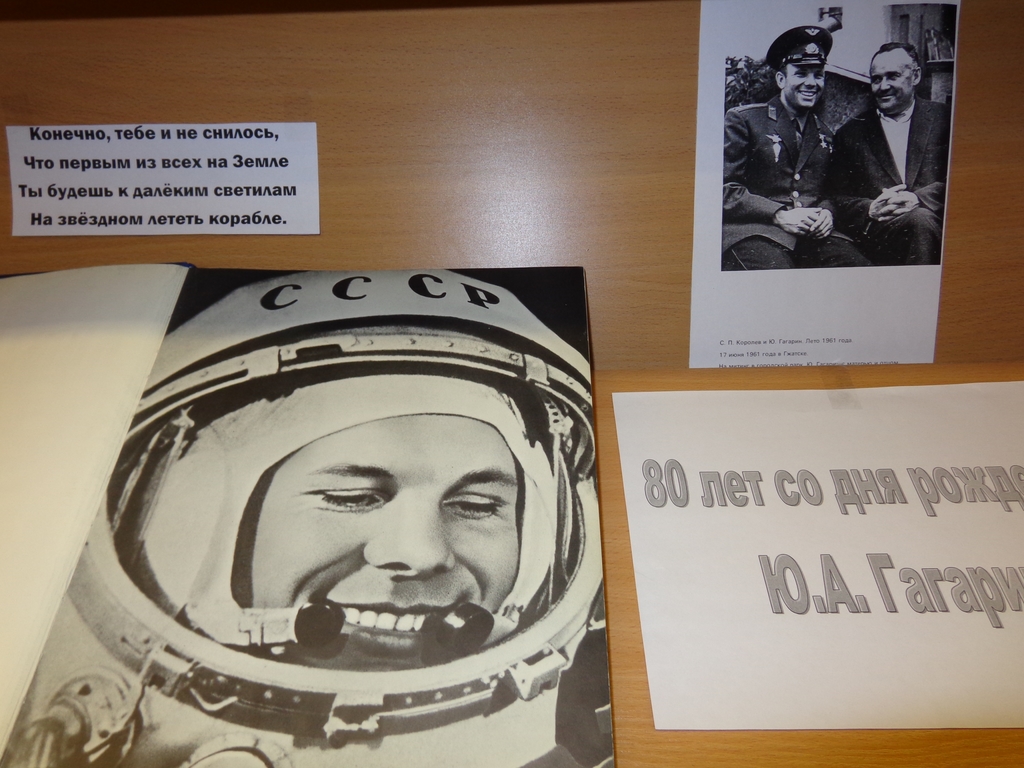 Конечно, тебе и не снилось,
Что первым из всех на Земле
Ты будешь к далёким светилам
На звёздном лететь корабле.
СССР
С. П. Королев и Ю. Гагарин. Лето 1961 года.
17 июня 1961 года в Гжатске.
80 лет со дня рожде
Ю.А. Гагари